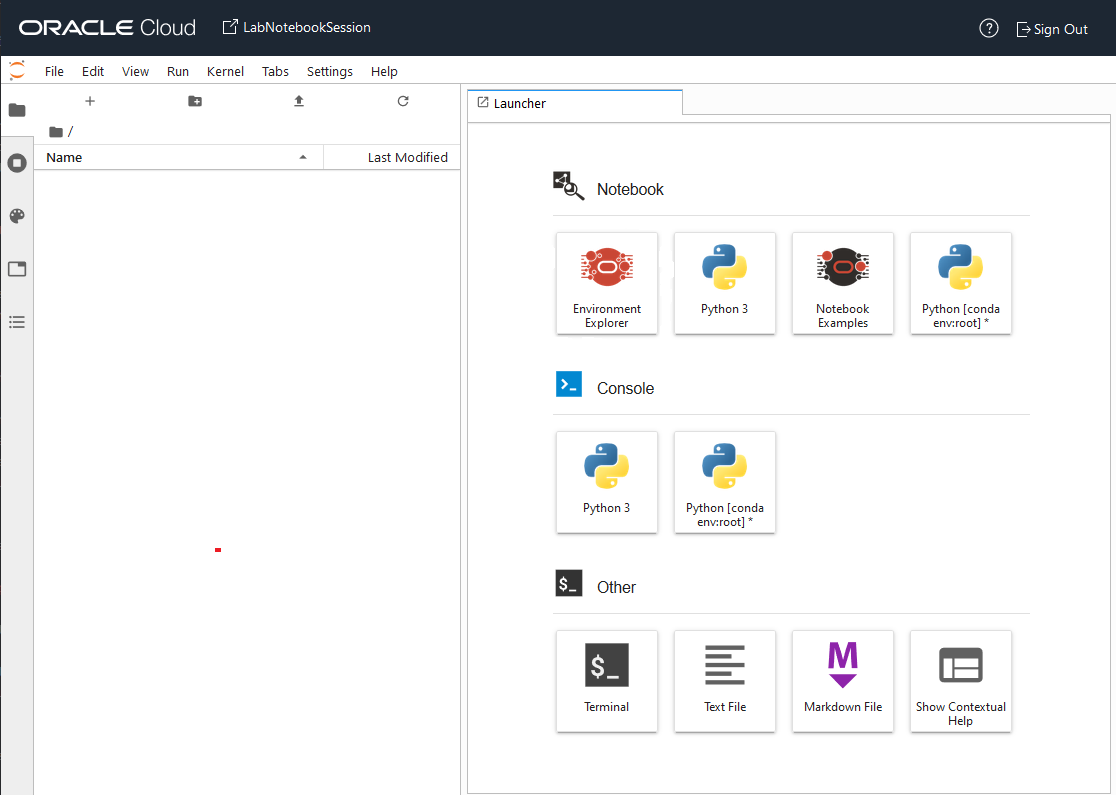 ORACLE Cloud LabNotebookSession Sign Out
File Edit View Run Kernel Tabs Settings Help
Launcher
/
Name Last Modified
Notebook
Environment Explorer
Python 3
Notebook Examples
Python [conda env:root] *
Console
Python 3
Python [conda env:root] *
$_ Other
$_
Terminal
Text File
M
Markdown File
Show Contextual Help